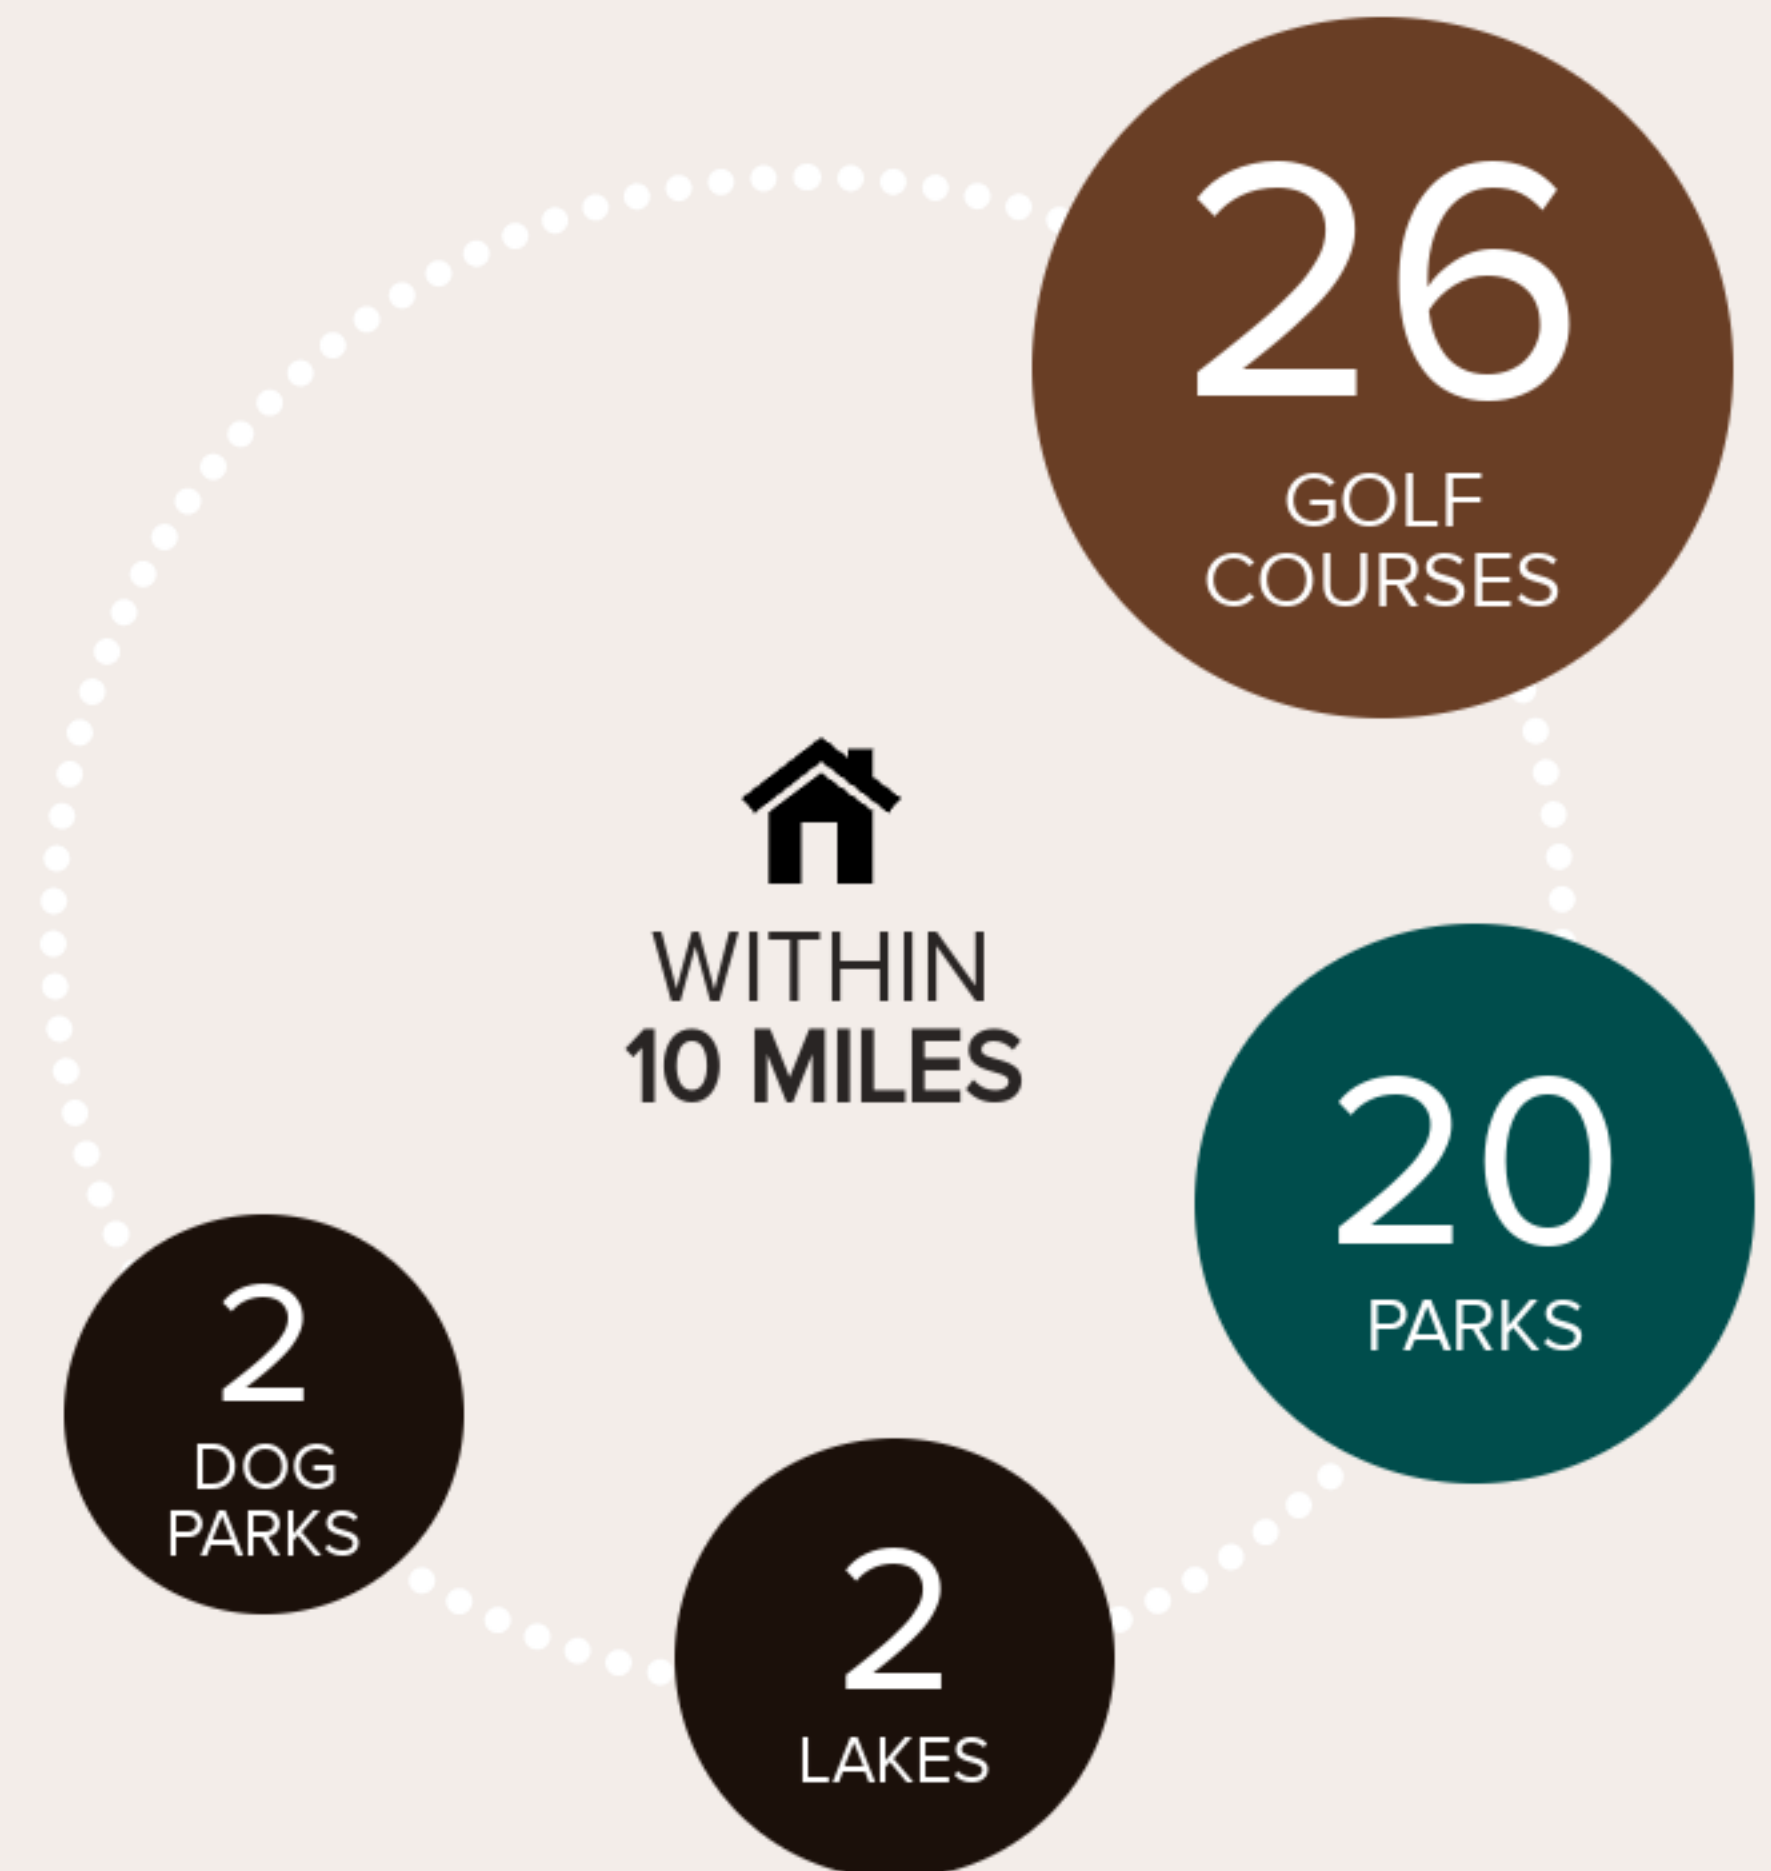 26
GOLF
COURSES
WITHIN
10 MILES
20
PARKS
2
DOG
PARKS
2
LAKES